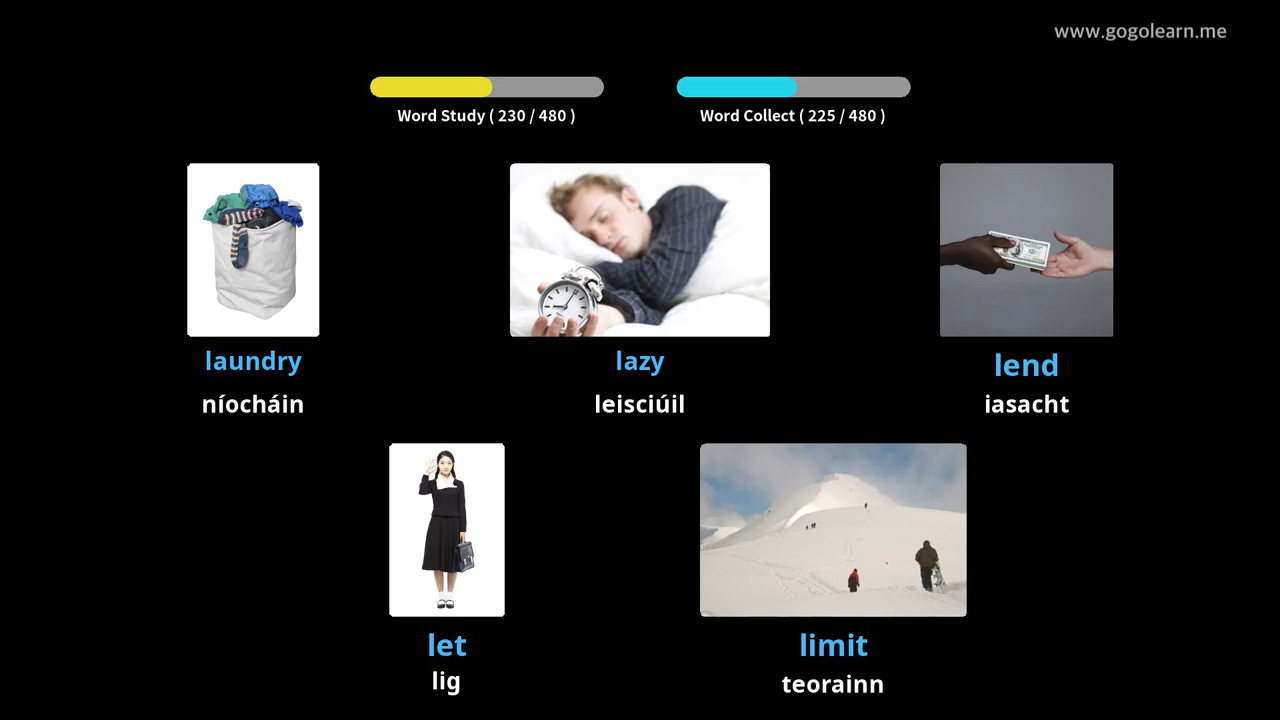 www.gogolearn.me
Word Study ( 230 / 480 )
Word Collect ( 225 / 480 )
laundry
níocháin
lazy
leisciúil
lend
iasacht
let
lig
limit
teorainn